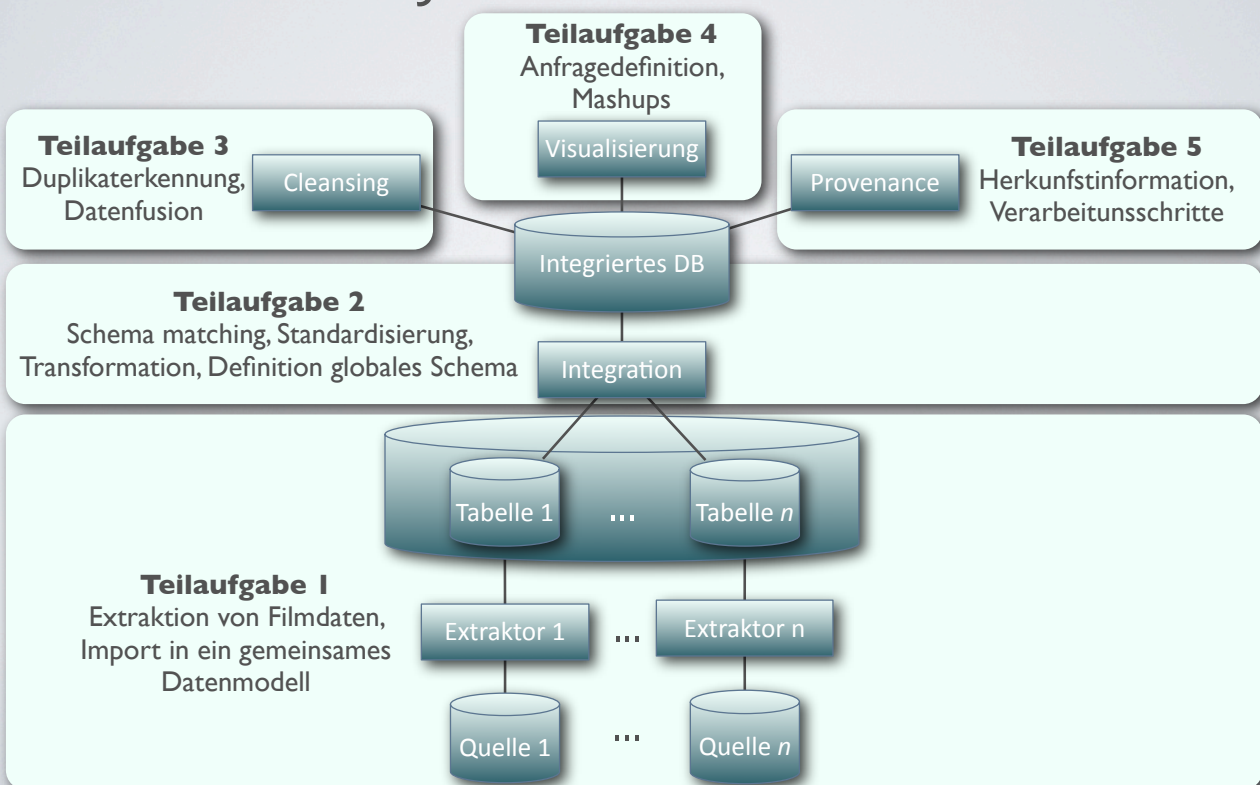 Teilaufgabe 4
Anfragedefinition,
Mashups
Visualisierung
Teilaufgabe 3
Duplikaterkennung,
Datenfusion
Cleansing
Provenance
Teilaufgabe 5
Herkunfstinformation,
Verarbeitunsschritte
Integriertes DB
Teilaufgabe 2
Schema matching, Standardisierung,
Transformation, Definition globales Schema
Integration
Tabelle 1
...
Tabelle n
Teilaufgabe 1
Extraktion von Filmdaten,
Import in ein gemeinsames
Datenmodell
Extraktor 1
...
Extraktor n
Quelle 1
...
Quelle n